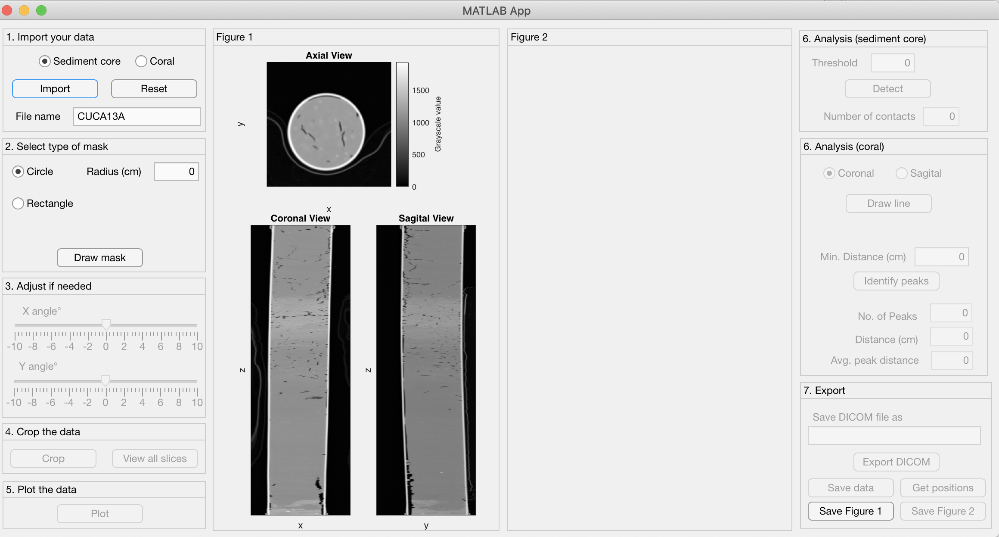 MATLAB App
1. Import your data
Sediment core
Coral
Import
Reset
File name
CUCA13A
2. Select type of mask
Circle
Radius (cm)
0
Rectangle
Draw mask
3. Adjust if needed
X angle°
-10 -8 -6 -4 -2 0 2 4 6 8 10
Y angle°
-10 -8 -6 -4 -2 0 2 4 6 8 10
4. Crop the data
Crop
View all slices
5. Plot the data
Plot
Figure 1
Axial View
y
x
1500
1000
500
0
Grayscale value
Coronal View
z
x
Sagital View
z
y
Figure 2
6. Analysis (sediment core)
Threshold
0
Detect
Number of contacts
0
6. Analysis (coral)
Coronal
Sagital
Draw line
Min. Distance (cm)
0
Identify peaks
No. of Peaks
0
Distance (cm)
0
Avg. peak distance
0
7. Export
Save DICOM file as
Export DICOM
Save data
Get positions
Save Figure 1
Save Figure 2